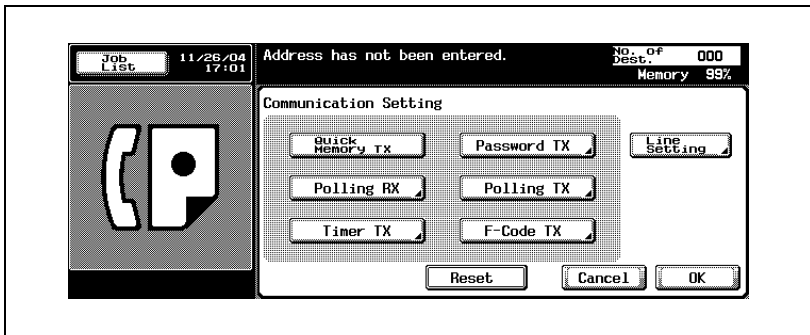 Job
List
11/26/04
17:01
Address has not been entered.
No. of
Dest.
000
Memory 99%
Communication Setting
Quick
Memory TX
Password TX
Line
Setting
Polling RX
Polling TX
Timer TX
F-Code TX
Reset
Cancel
OK